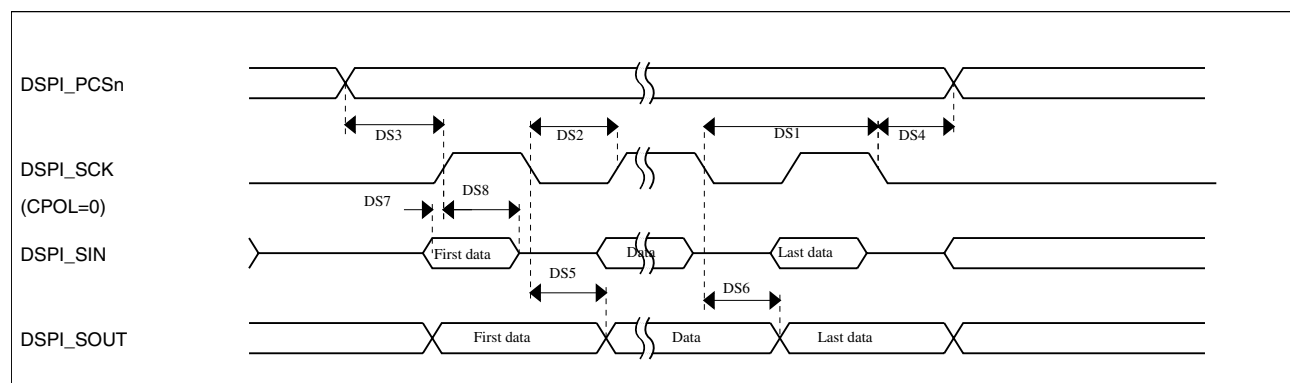 DSPI_PCSn
DS3
DS2
DS1
DS4
DSPI_SCK
(CPOL=0)
DS7
DS8
DSPI_SIN
First data
Data
Last data
DS5
DS6
DSPI_SOUT
First data
Data
Last data